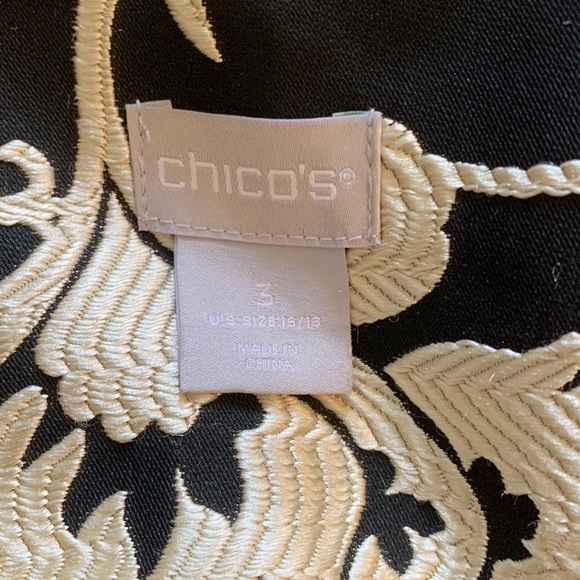 chico's®
3
U.S SIZE 16/18
MADE IN
CHINA